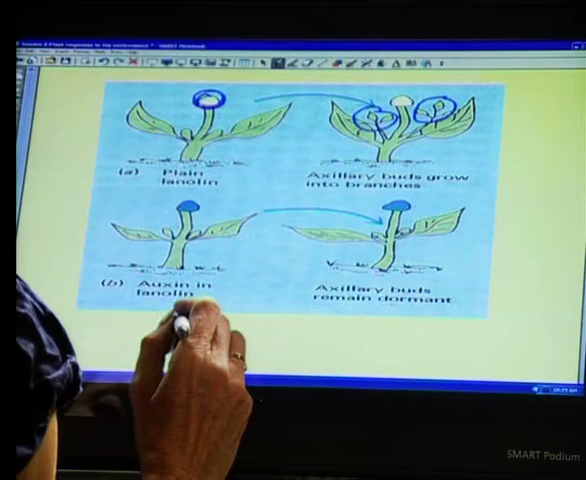 (a) Plain
lanolin
Axillary buds grow
into branches
(b) Auxin in
lanolin
Axillary buds
remain dormant
SMART Podium